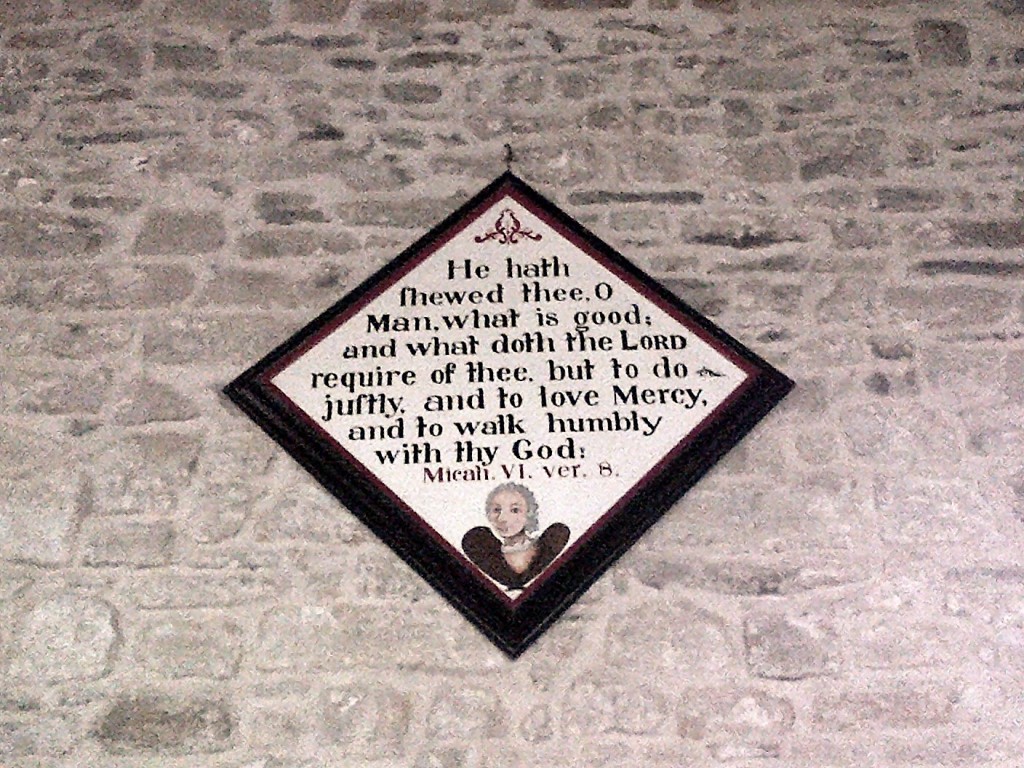 He hath
ſhewed thee, O
Man, what is good;
and what doth the LORD
require of thee, but to do
juſtly, and to love Mercy,
and to walk humbly
with thy God:
Micah. VI. ver. 8.